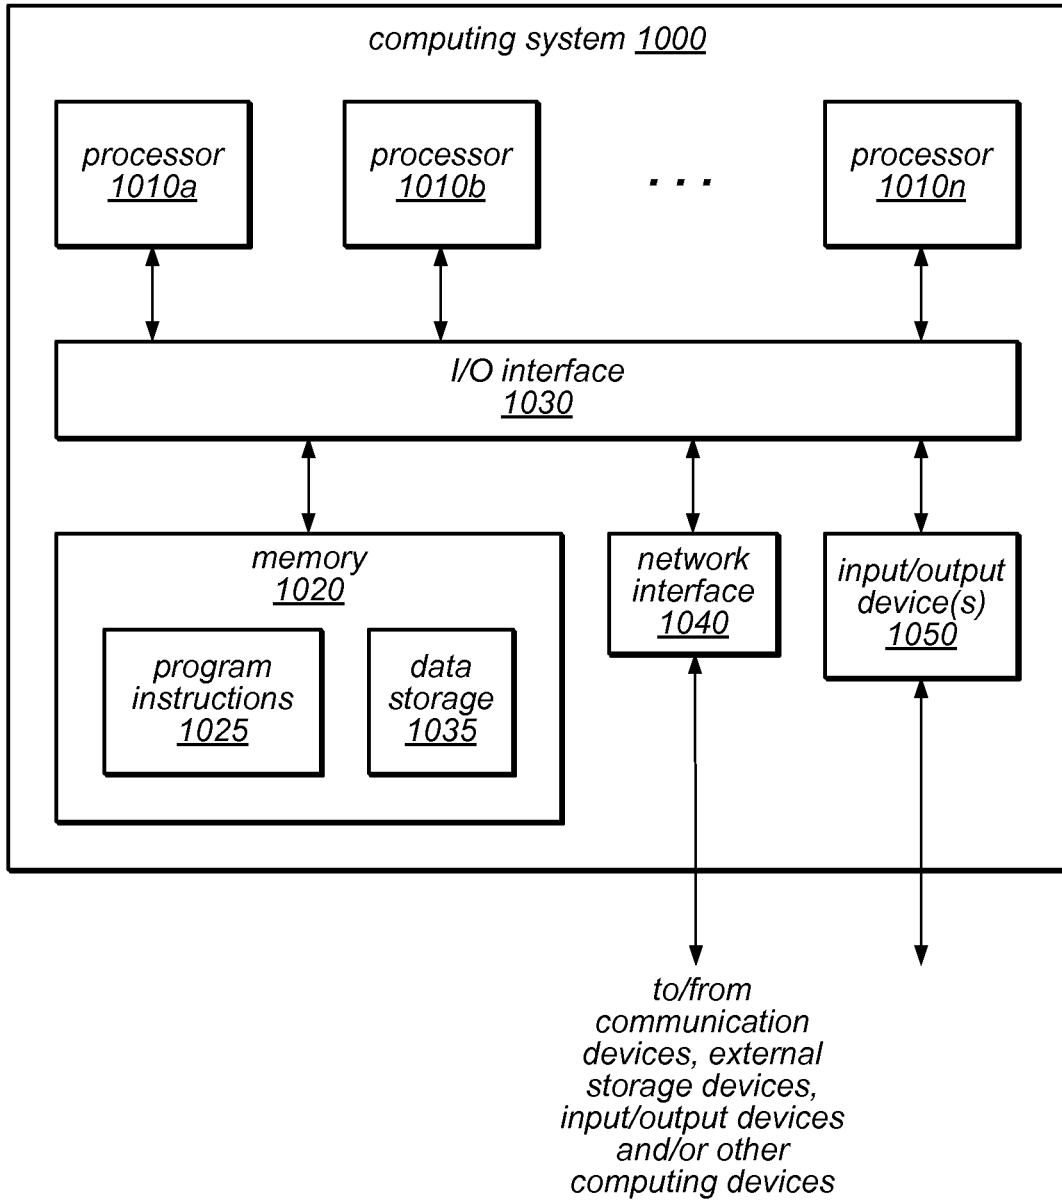 computing system 1000
processor
1010a
processor
1010b
. . .
processor
1010n
I/O interface
1030
memory
1020
program
instructions
1025
data
storage
1035
network
interface
1040
input/output
device(s)
1050
to/from
communication
devices, external
storage devices,
input/output devices
and/or other
computing devices